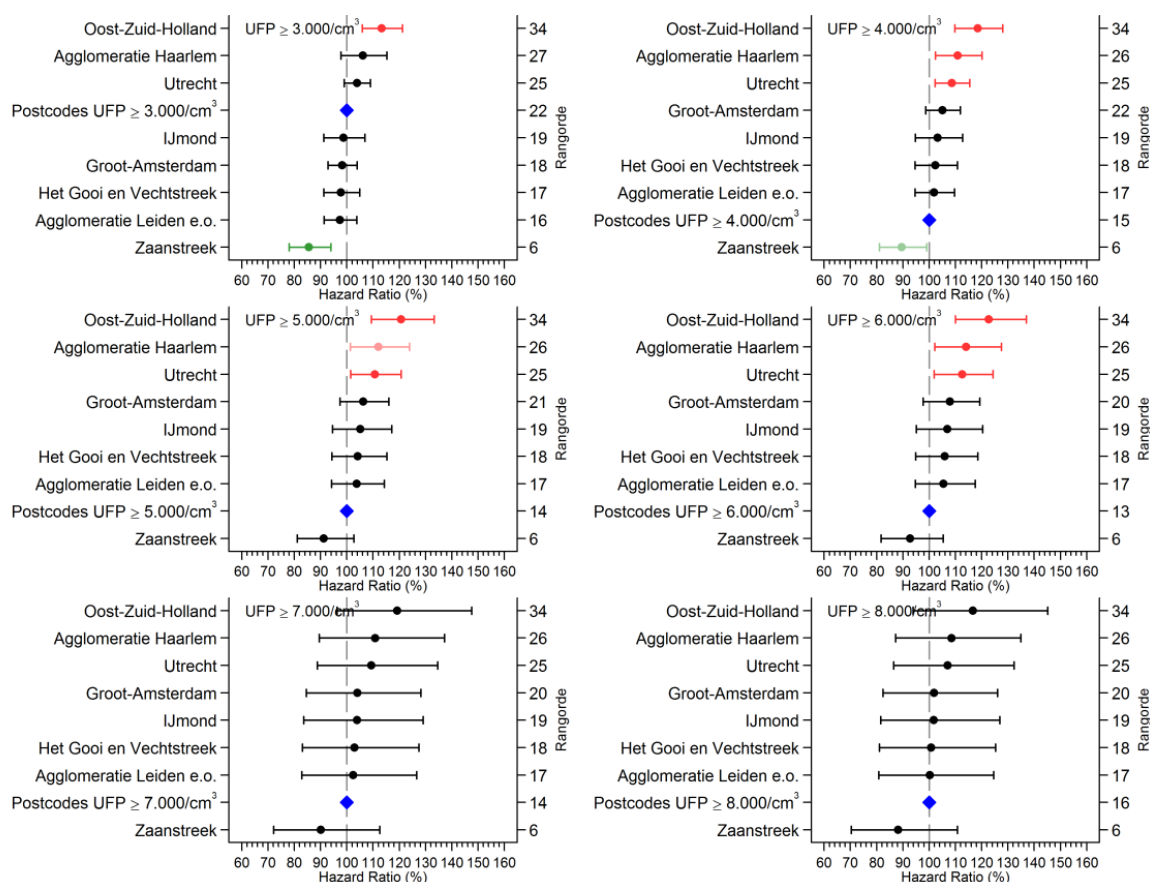 Oost-Zuid-Holland UFP ≥ 3.000/cm³ 34
Agglomeratie Haarlem 27
Utrecht 25
Postcodes UFP ≥ 3.000/cm³ 22
IJmond 19
Groot-Amsterdam 18
Het Gooi en Vechtstreek 17
Agglomeratie Leiden e.o. 16
Zaanstreek 6
Rangorde
60 70 80 90 100 110 120 130 140 150 160
Hazard Ratio (%)
Oost-Zuid-Holland UFP ≥ 4.000/cm³ 34
Agglomeratie Haarlem 26
Utrecht 25
Groot-Amsterdam 22
IJmond 19
Het Gooi en Vechtstreek 18
Agglomeratie Leiden e.o. 17
Postcodes UFP ≥ 4.000/cm³ 15
Zaanstreek 6
Rangorde
60 70 80 90 100 110 120 130 140 150 160
Hazard Ratio (%)
Oost-Zuid-Holland UFP ≥ 5.000/cm³ 34
Agglomeratie Haarlem 26
Utrecht 25
Groot-Amsterdam 21
IJmond 19
Het Gooi en Vechtstreek 18
Agglomeratie Leiden e.o. 17
Postcodes UFP ≥ 5.000/cm³ 14
Zaanstreek 6
Rangorde
60 70 80 90 100 110 120 130 140 150 160
Hazard Ratio (%)
Oost-Zuid-Holland UFP ≥ 6.000/cm³ 34
Agglomeratie Haarlem 26
Utrecht 25
Groot-Amsterdam 20
IJmond 19
Het Gooi en Vechtstreek 18
Agglomeratie Leiden e.o. 17
Postcodes UFP ≥ 6.000/cm³ 13
Zaanstreek 6
Rangorde
60 70 80 90 100 110 120 130 140 150 160
Hazard Ratio (%)
Oost-Zuid-Holland UFP ≥ 7.000/cm³ 34
Agglomeratie Haarlem 26
Utrecht 25
Groot-Amsterdam 20
IJmond 19
Het Gooi en Vechtstreek 18
Agglomeratie Leiden e.o. 17
Postcodes UFP ≥ 7.000/cm³ 14
Zaanstreek 6
Rangorde
60 70 80 90 100 110 120 130 140 150 160
Hazard Ratio (%)
Oost-Zuid-Holland UFP ≥ 8.000/cm³ 34
Agglomeratie Haarlem 26
Utrecht 25
Groot-Amsterdam 20
IJmond 19
Het Gooi en Vechtstreek 18
Agglomeratie Leiden e.o. 17
Postcodes UFP ≥ 8.000/cm³ 16
Zaanstreek 6
Rangorde
60 70 80 90 100 110 120 130 140 150 160
Hazard Ratio (%)